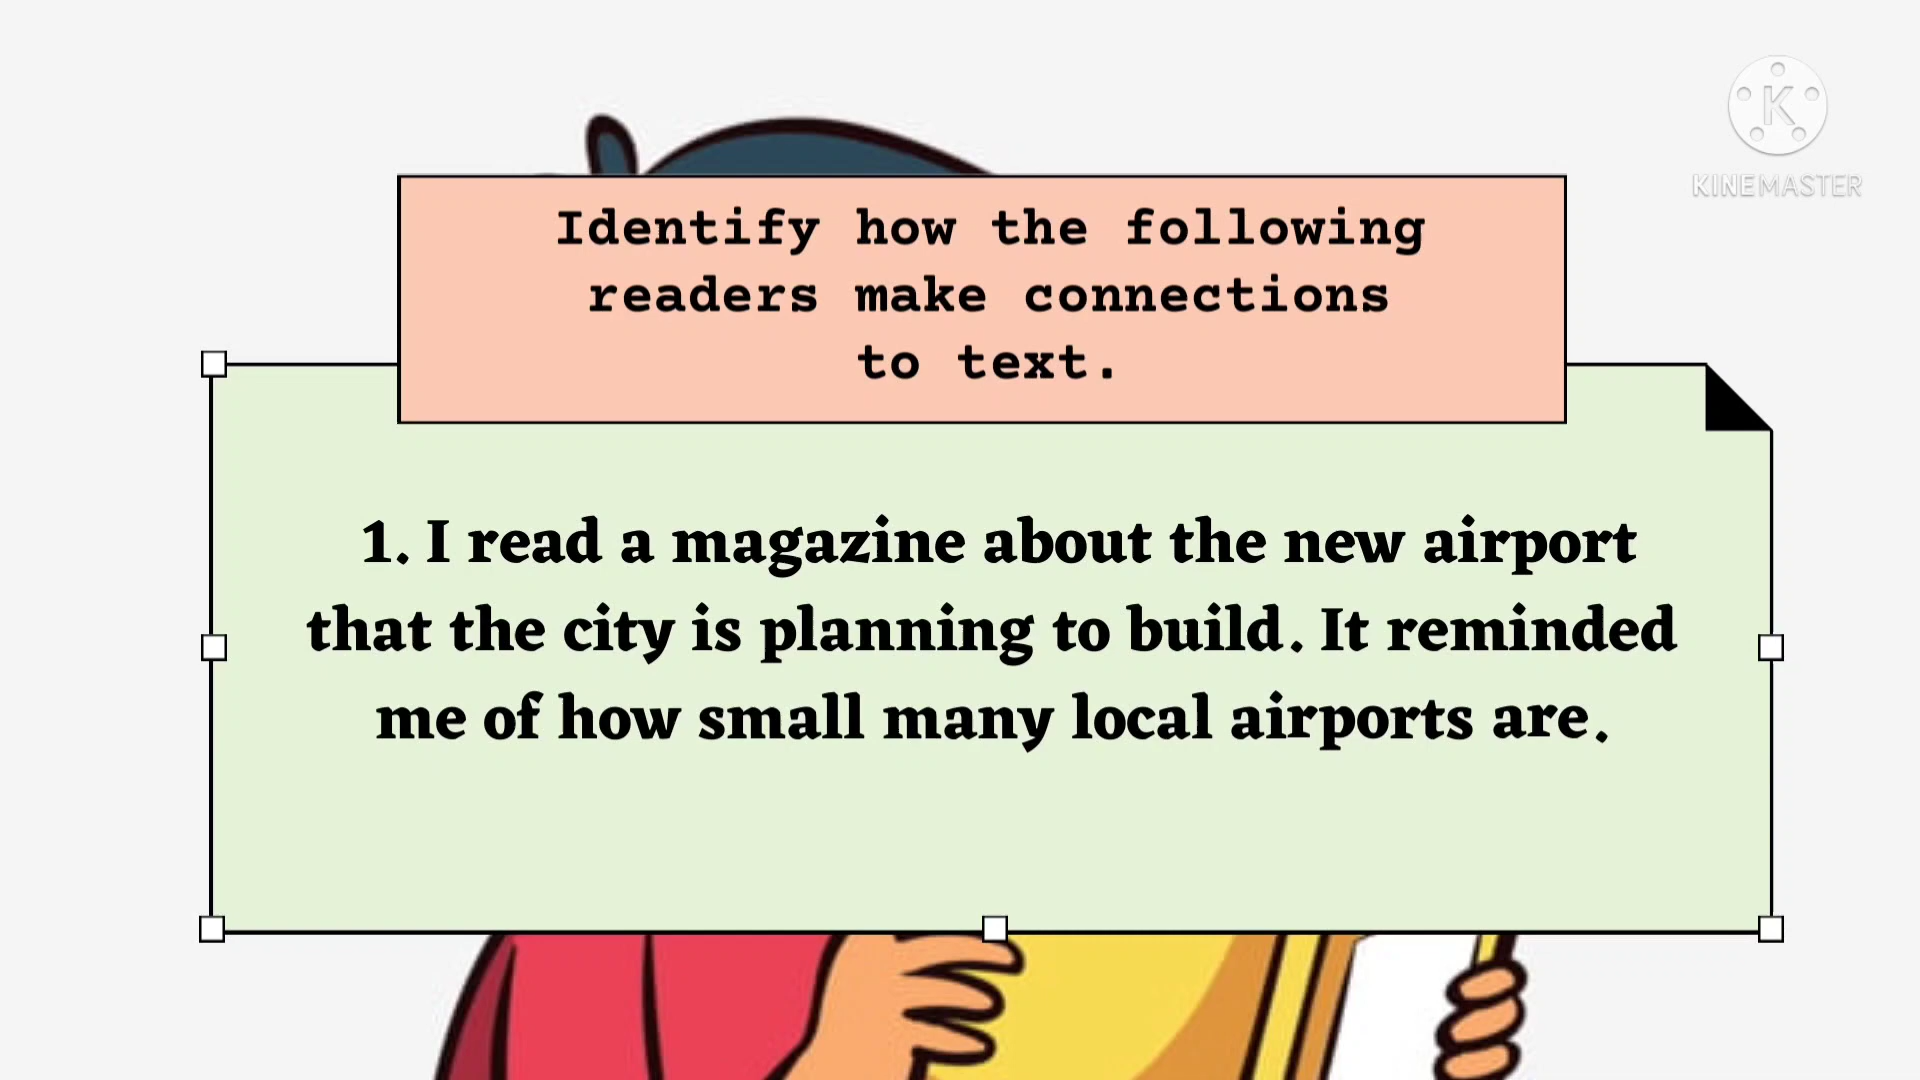 K
KINEMASTER
Identify how the following
readers make connections
to text.
1. I read a magazine about the new airport
that the city is planning to build. It reminded
me of how small many local airports are.